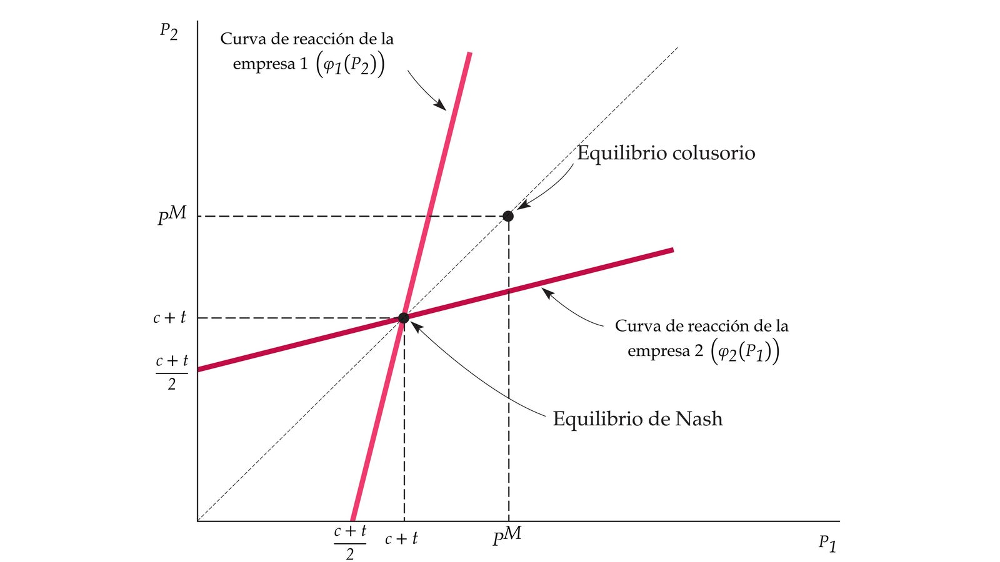 P₂
Curva de reacción de la
empresa 1 (φ₁(P₂))
Equilibrio colusorio
Pᴹ
c + t
Curva de reacción de la
empresa 2 (φ₂(P₁))
c + t
2
Equilibrio de Nash
c + t
2
c + t
Pᴹ
P₁